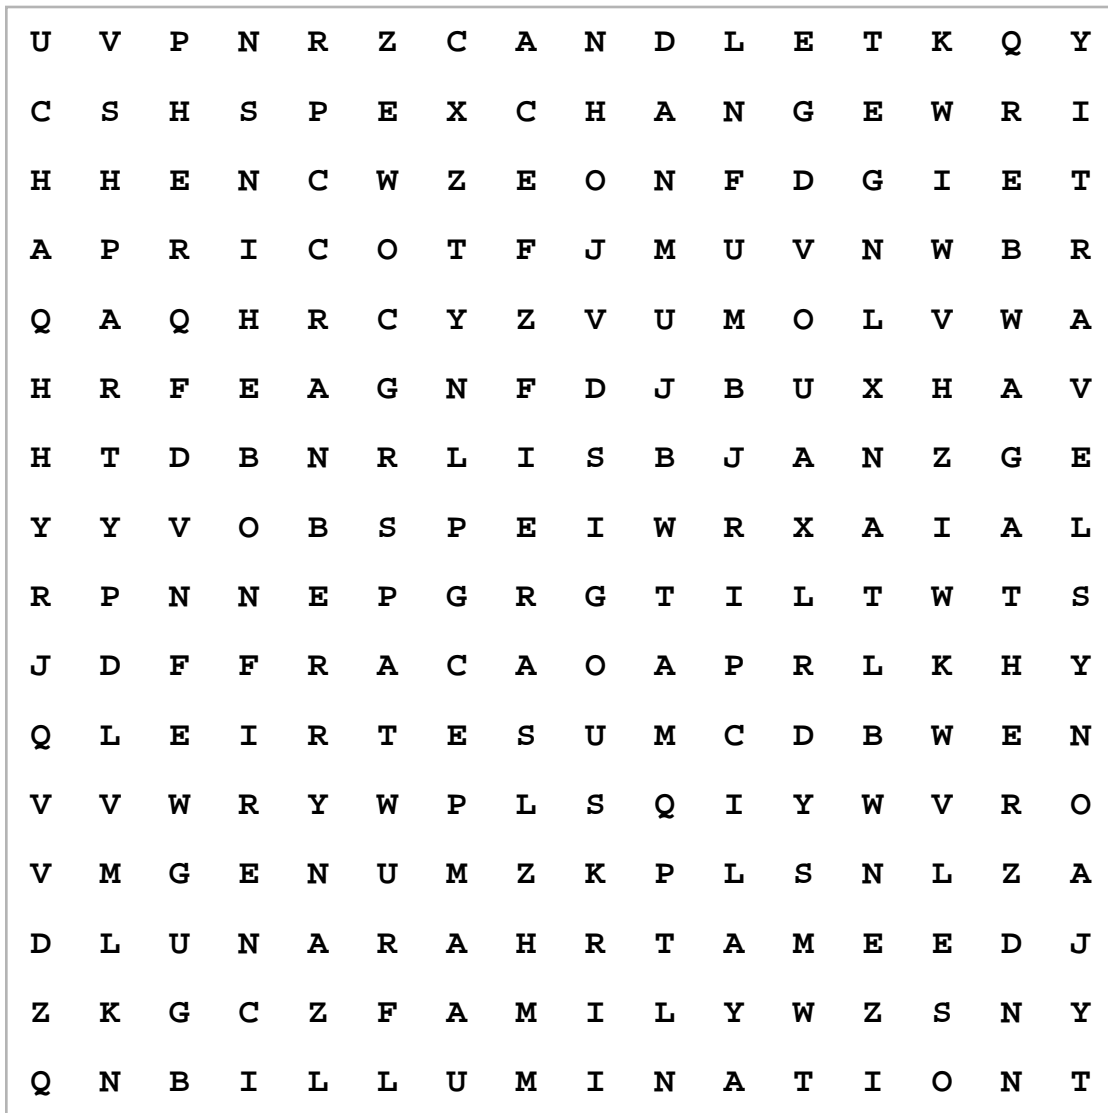 U V P N R Z C A N D L E T K Q Y
C S H S P E X C H A N G E W R I
H H E N C W Z E O N F D G I E T
A P R I C O T F J M U V N W B R
Q A Q H R C Y Z V U M O L V W A
H R F E A G N F D J B U X H A V
H T D B N R L I S B J A N Z G E
Y Y V O B S P E I W R X A I A L
R P N N E P G R G T I L T W T S
J D F F R A C A O A P R L K H Y
Q L E I R T E S U M C D B W E N
V V W R Y W P L S Q I Y W V R O
V M G E N U M Z K P L S N L Z A
D L U N A R A H R T A M E E D J
Z K G C Z F A M I L Y W Z S N Y
Q N B I L L U M I N A T I O N T